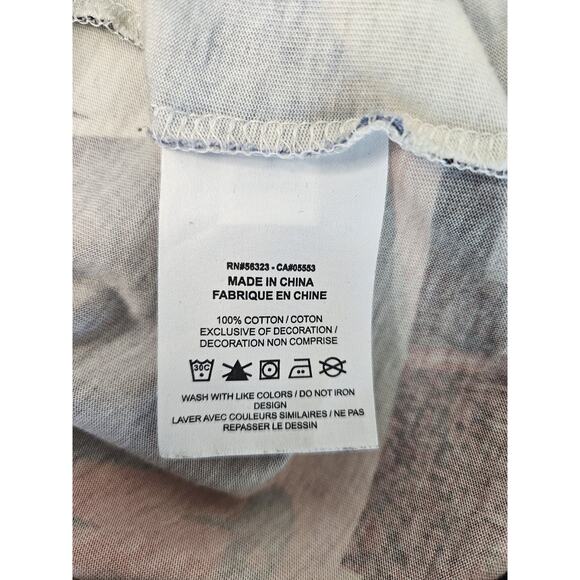 RN#56323 - CA#05553
MADE IN CHINA
FABRIQUE EN CHINE
100% COTTON / COTON
EXCLUSIVE OF DECORATION /
DECORATION NON COMPRISE
30C
WASH WITH LIKE COLORS / DO NOT IRON
DESIGN
LAVER AVEC COULEURS SIMILAIRES / NE PAS
REPASSER LE DESSIN